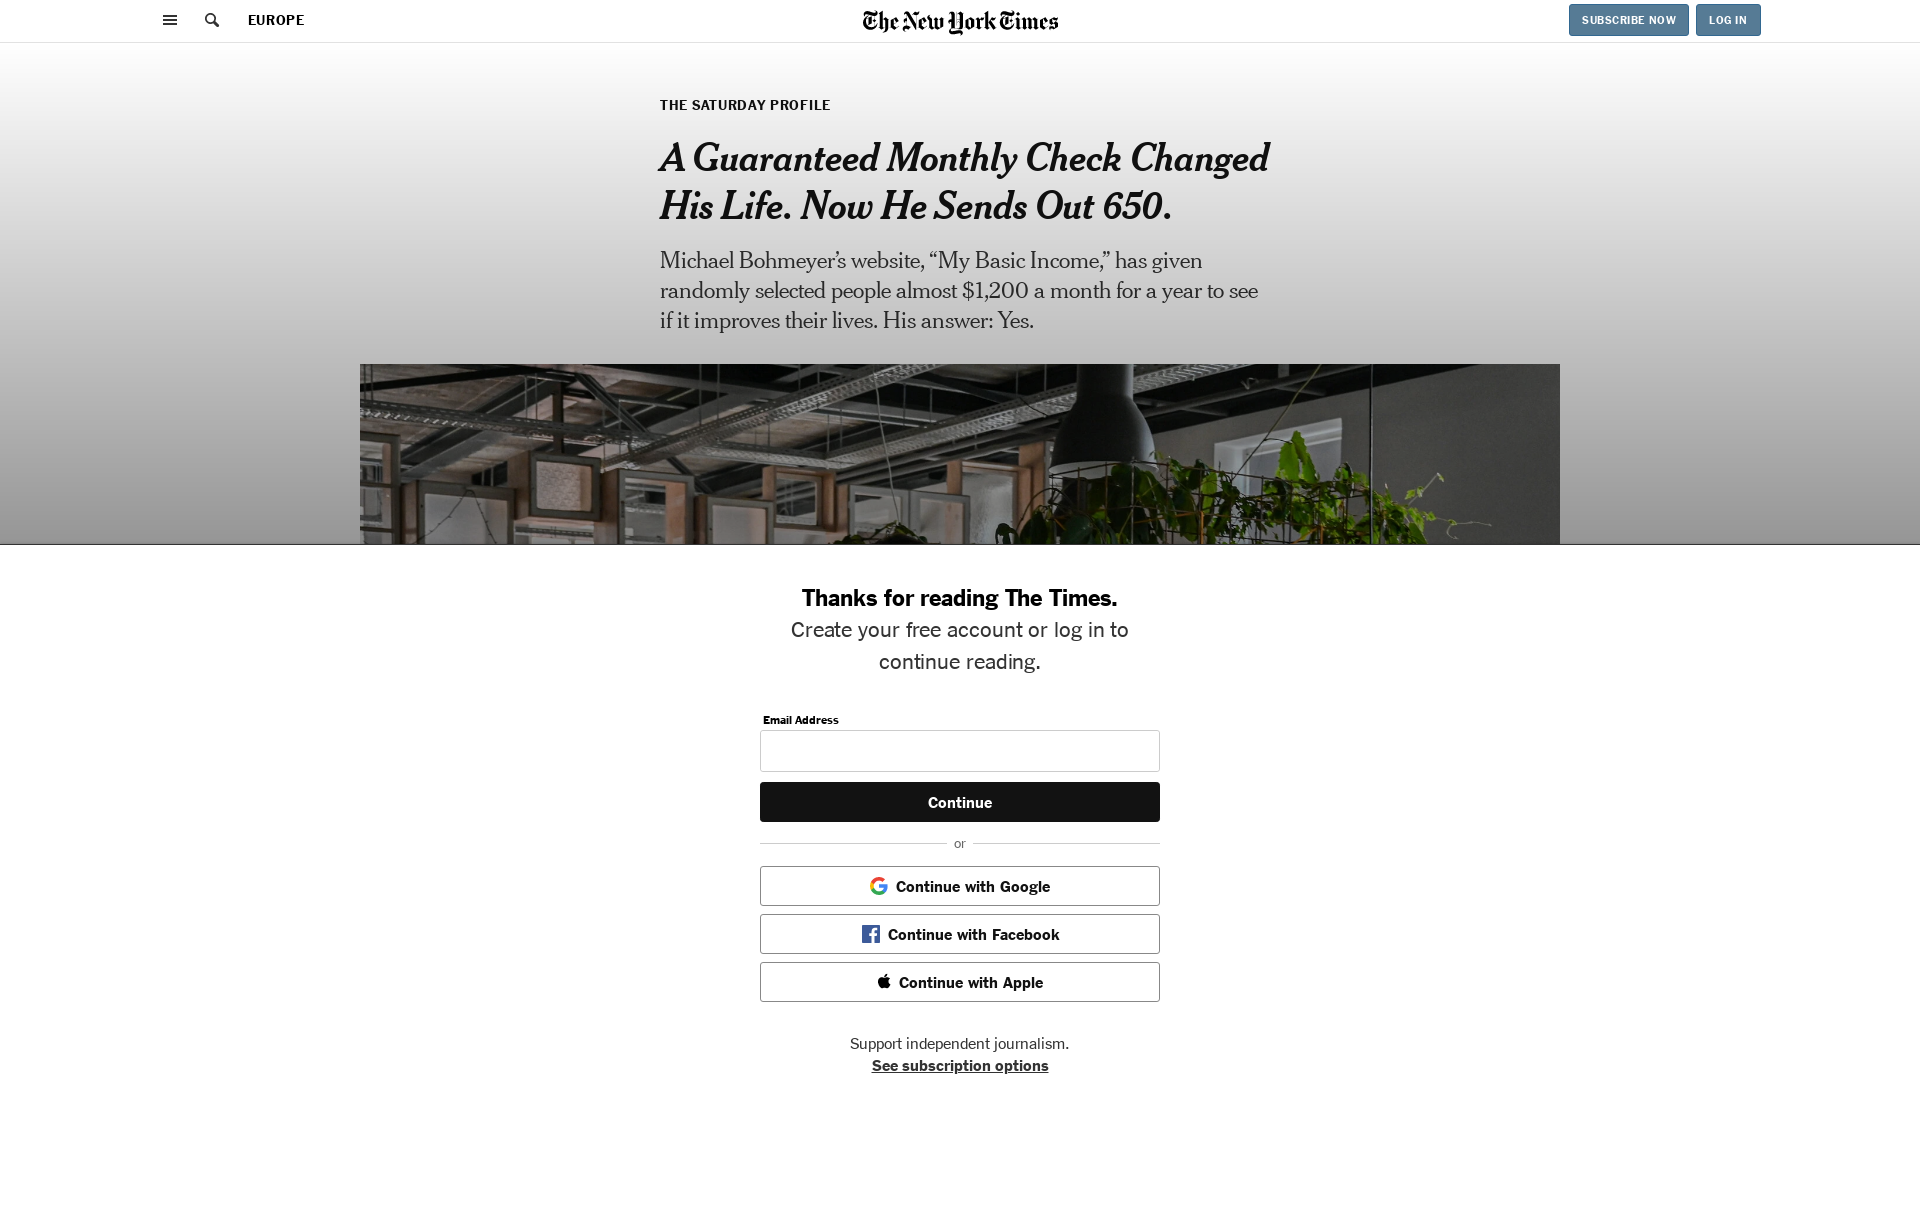 EUROPE
The New York Times
SUBSCRIBE NOW
LOG IN
THE SATURDAY PROFILE
A Guaranteed Monthly Check Changed
His Life. Now He Sends Out 650.
Michael Bohmeyer’s website, “My Basic Income,” has given
randomly selected people almost $1,200 a month for a year to see
if it improves their lives. His answer: Yes.
Thanks for reading The Times.
Create your free account or log in to
continue reading.
Email Address
Continue
or
Continue with Google
Continue with Facebook
Continue with Apple
Support independent journalism.
See subscription options